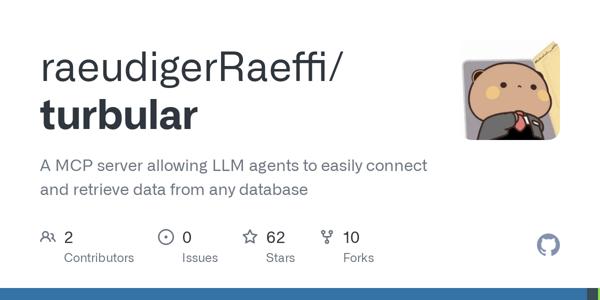 raeudigerRaeffi/
turbular
A MCP server allowing LLM agents to easily connect
and retrieve data from any database
2 0 62 10
Contributors Issues Stars Forks